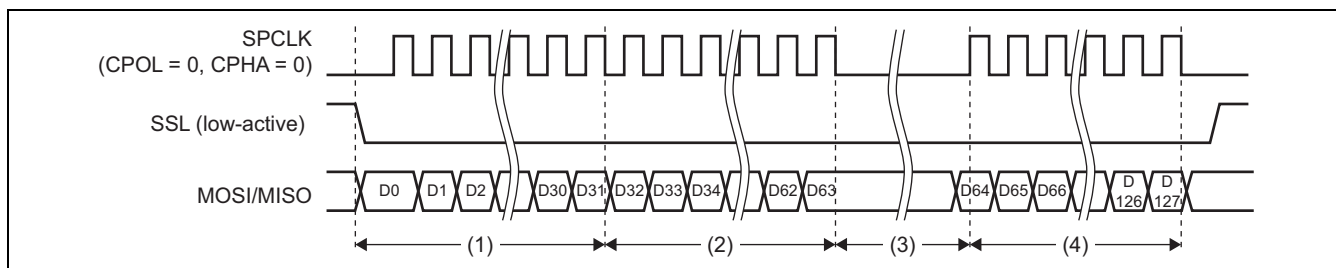 SPCLK
(CPOL = 0, CPHA = 0)
SSL (low-active)
MOSI/MISO
D0 D1 D2 D30 D31 D32 D33 D34 D62 D63 D64 D65 D66 D 126 D 127
(1) (2) (3) (4)